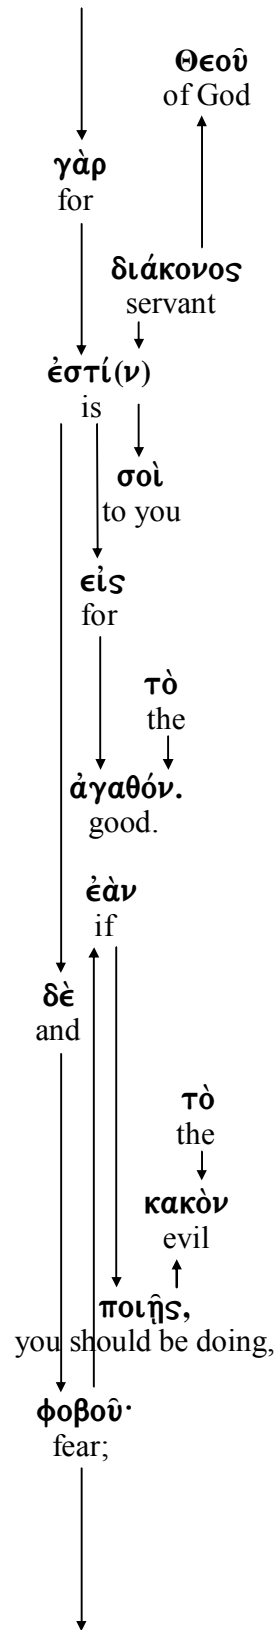 Θεοῦ
of God
γὰρ
for
διάκονος
servant
ἐστί(ν)
is
σοὶ
to you
εἰς
for
τὸ
the
ἀγαθόν.
good.
ἐὰν
if
δὲ
and
τὸ
the
κακὸν
evil
ποιῇς,
you should be doing,
φοβοῦ·
fear;